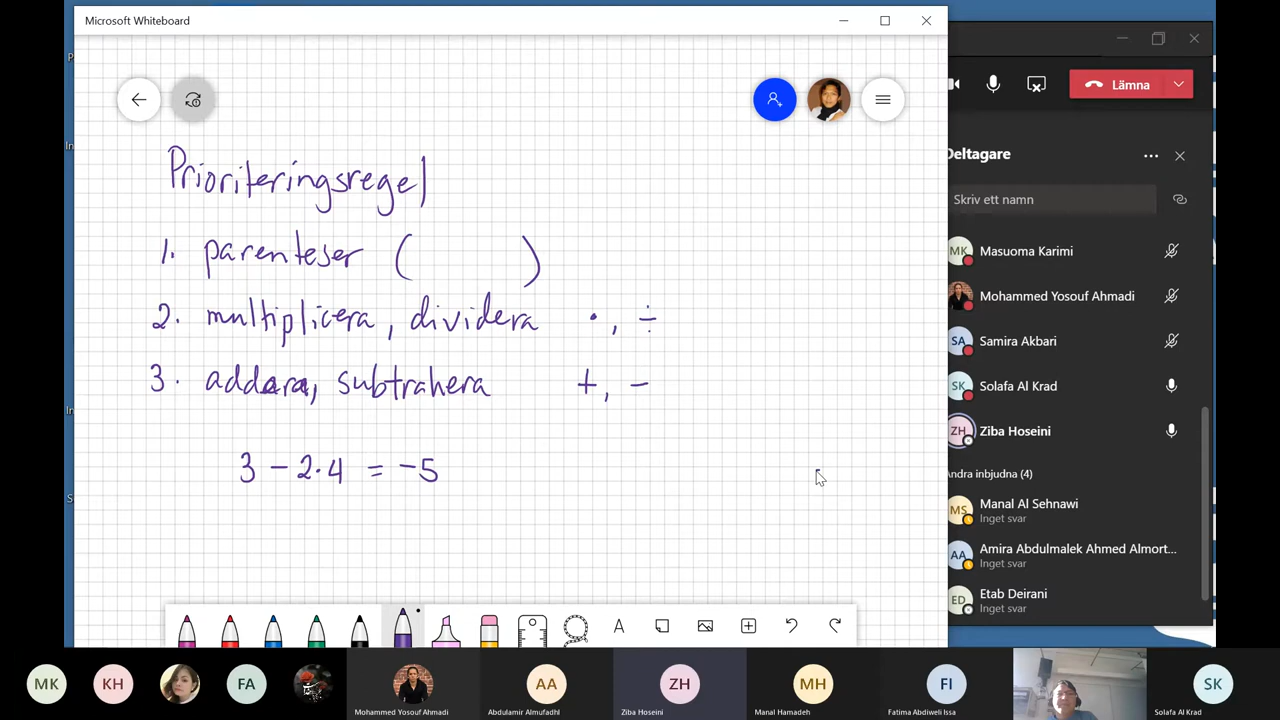 Microsoft Whiteboard
Prioriteringsregel
1. parenteser ( )
2. multiplicera, dividera ·, ÷
3. addera, subtrahera +, -
3 - 2·4 = -5
Lämna
Deltagare
Skriv ett namn
MK Masuoma Karimi
Mohammed Yosouf Ahmadi
SA Samira Akbari
SK Solafa Al Krad
ZH Ziba Hoseini
Andra inbjudna (4)
MS Manal Al Sehnawi
Inget svar
AA Amira Abdulmalek Ahmed Almort...
Inget svar
ED Etab Deirani
Inget svar
MK KH FA AA ZH MH FI SK
Mohammed Yosouf Ahmadi Abdulamir Almufadhl Ziba Hoseini Manal Hamadeh Fatima Abdiweli Issa Solafa Al Krad